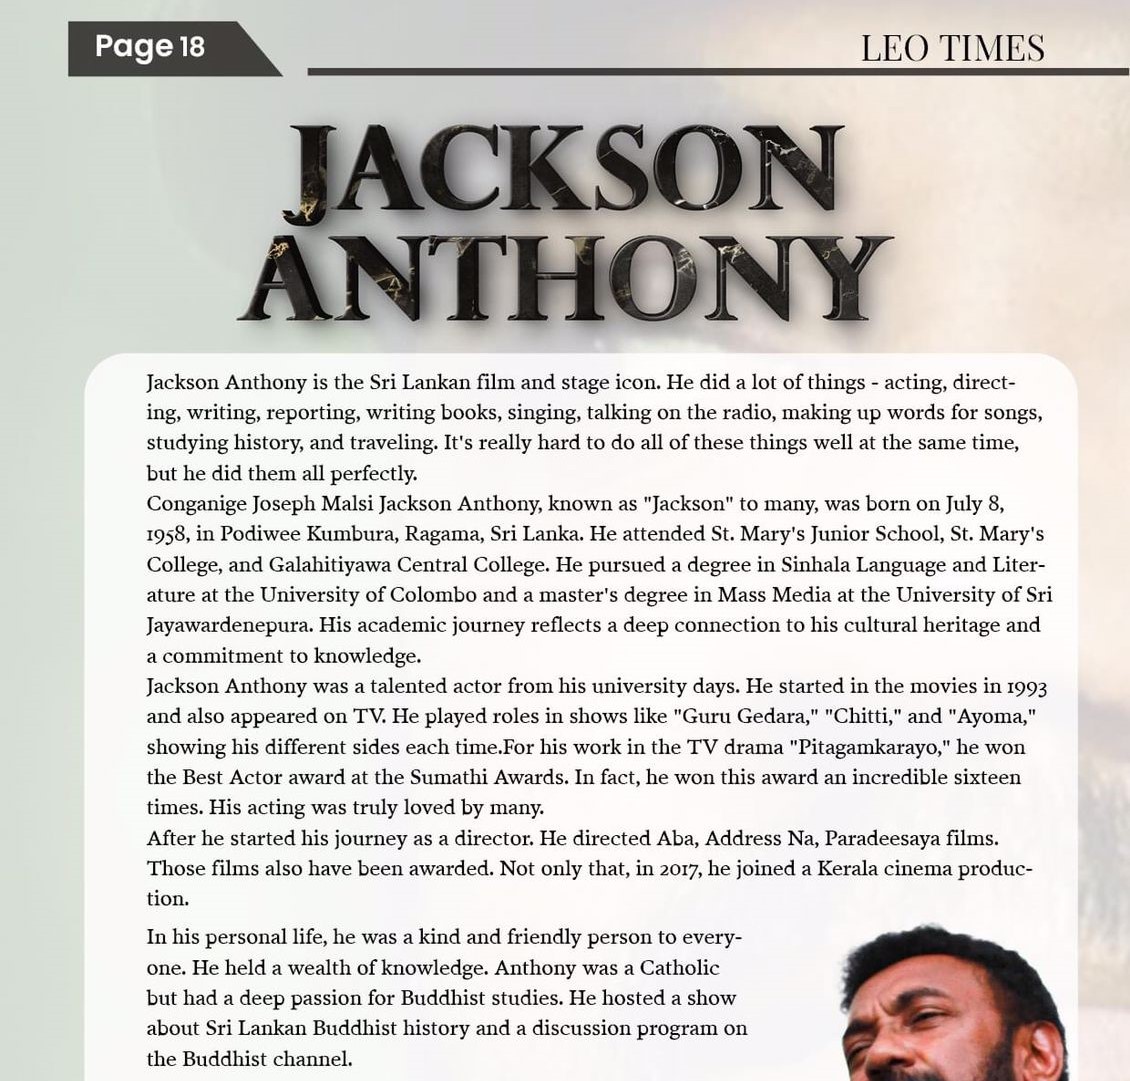 Page 18
LEO TIMES
JACKSON
ANTHONY
Jackson Anthony is the Sri Lankan film and stage icon. He did a lot of things - acting, direct-
ing, writing, reporting, writing books, singing, talking on the radio, making up words for songs,
studying history, and traveling. It's really hard to do all of these things well at the same time,
but he did them all perfectly.
Conganige Joseph Malsi Jackson Anthony, known as "Jackson" to many, was born on July 8,
1958, in Podiwee Kumbura, Ragama, Sri Lanka. He attended St. Mary's Junior School, St. Mary's
College, and Galahitiyawa Central College. He pursued a degree in Sinhala Language and Liter-
ature at the University of Colombo and a master's degree in Mass Media at the University of Sri
Jayawardenepura. His academic journey reflects a deep connection to his cultural heritage and
a commitment to knowledge.
Jackson Anthony was a talented actor from his university days. He started in the movies in 1993
and also appeared on TV. He played roles in shows like "Guru Gedara," "Chitti," and "Ayoma,"
showing his different sides each time.For his work in the TV drama "Pitagamkarayo," he won
the Best Actor award at the Sumathi Awards. In fact, he won this award an incredible sixteen
times. His acting was truly loved by many.
After he started his journey as a director. He directed Aba, Address Na, Paradeesaya films.
Those films also have been awarded. Not only that, in 2017, he joined a Kerala cinema produc-
tion.
In his personal life, he was a kind and friendly person to every-
one. He held a wealth of knowledge. Anthony was a Catholic
but had a deep passion for Buddhist studies. He hosted a show
about Sri Lankan Buddhist history and a discussion program on
the Buddhist channel.